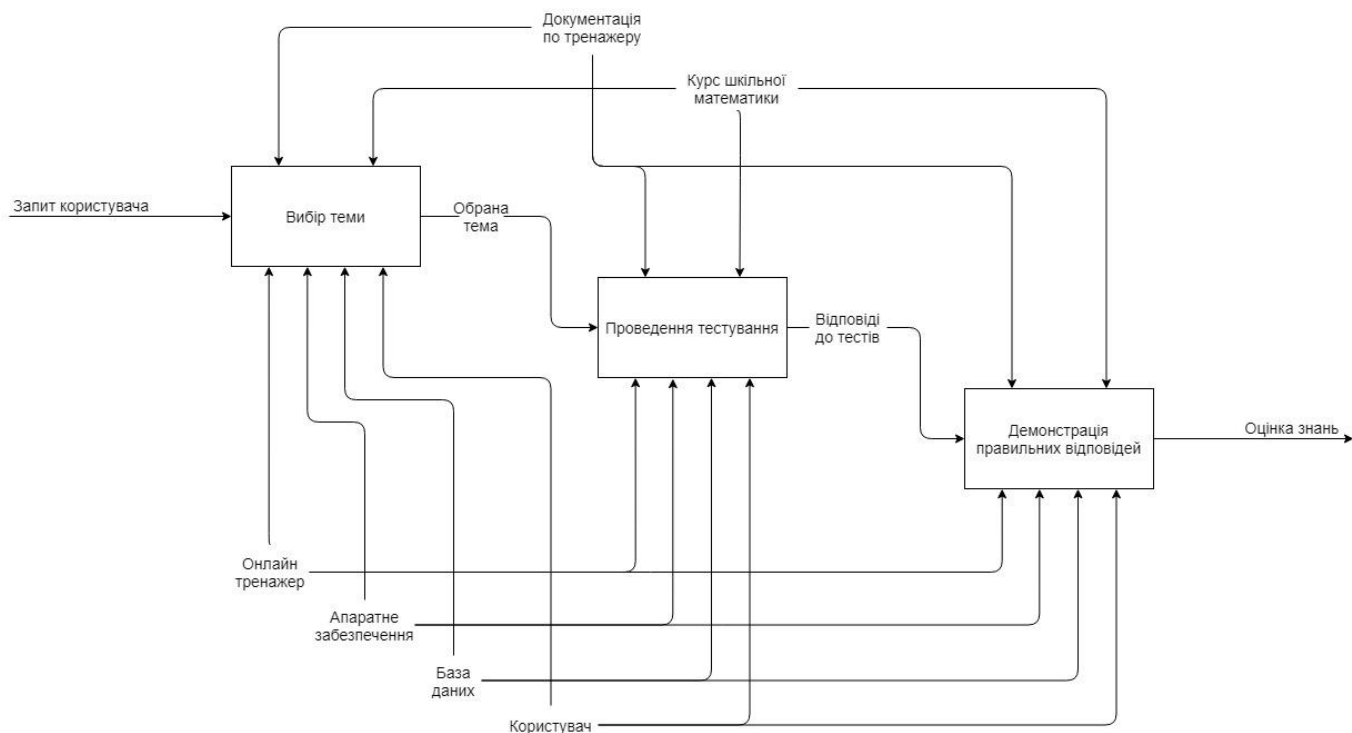 Документація
по тренажеру
Курс шкільної
математики
Запит користувача
Вибір теми
Обрана
тема
Проведення тестування
Відповіді
до тестів
Демонстрація
правильних відповідей
Оцінка знань
Онлайн
тренажер
Апаратне
забезпечення
База
даних
Користувач